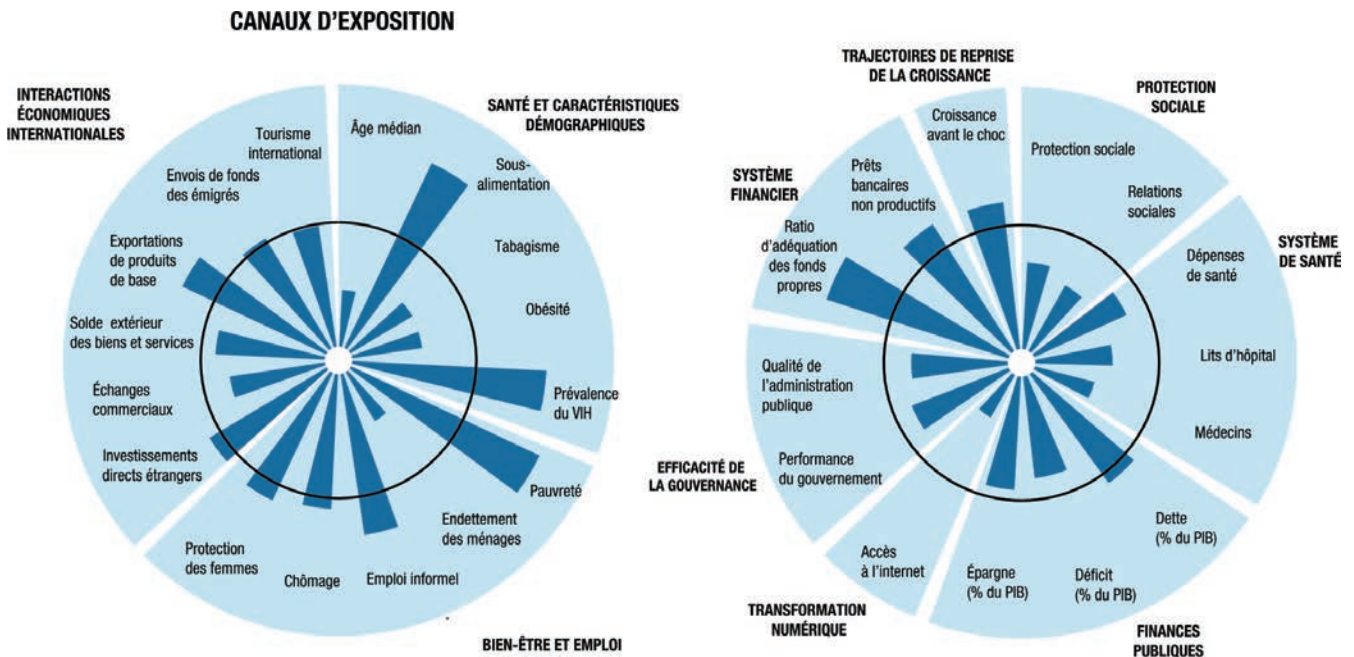 CANAUX D'EXPOSITION
INTERACTIONS
ÉCONOMIQUES
INTERNATIONALES
SANTÉ ET CARACTÉRISTIQUES
DÉMOGRAPHIQUES
Tourisme
international
Âge médian
Sous-
alimentation
Envois de fonds
des émigrés
Tabagisme
Exportations
de produits
de base
Obésité
Solde extérieur
des biens et services
Échanges
commerciaux
Prévalence
du VIH
Investissements
directs étrangers
Pauvreté
Endettement
des ménages
Protection
des femmes
Chômage
Emploi informel
BIEN-ÊTRE ET EMPLOI
TRAJECTOIRES DE REPRISE
DE LA CROISSANCE
PROTECTION
SOCIALE
Croissance
avant le choc
Protection sociale
SYSTÈME
FINANCIER
Prêts
bancaires
non productifs
Relations
sociales
Ratio
d'adéquation
des fonds
propres
SYSTÈME
DE SANTÉ
Dépenses
de santé
Lits d'hôpital
Qualité de
l'administration
publique
Médecins
EFFICACITÉ DE
LA GOUVERNANCE
Performance
du gouvernement
Dette
(% du PIB)
Accès
à l'internet
Épargne
(% du PIB)
Déficit
(% du PIB)
TRANSFORMATION
NUMÉRIQUE
FINANCES
PUBLIQUES